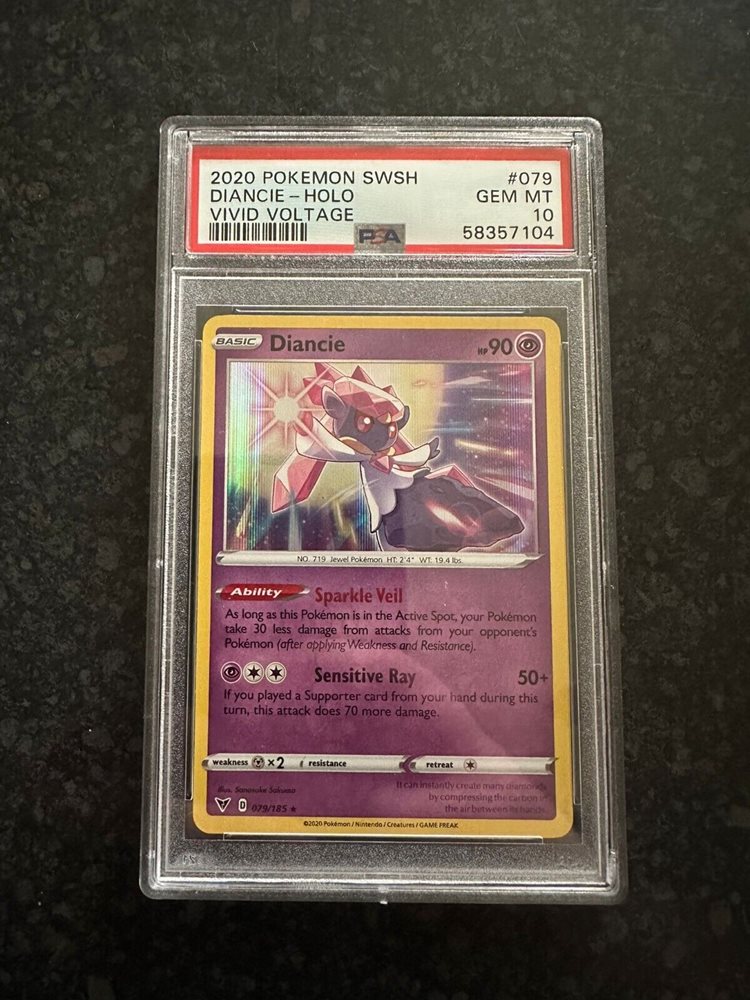 2020 POKEMON SWSH #079
DIANCIE - HOLO GEM MT
VIVID VOLTAGE 10
PSA 58357104
BASIC Diancie HP 90
NO. 719 Jewel Pokémon HT: 2'4" WT: 19.4 lbs.
Ability Sparkle Veil
As long as this Pokémon is in the Active Spot, your Pokémon
take 30 less damage from attacks from your opponent's
Pokémon (after applying Weakness and Resistance).
Sensitive Ray 50+
If you played a Supporter card from your hand during this
turn, this attack does 70 more damage.
weakness ×2 resistance retreat
Illus. Sanosuke Sakuma
It can instantly create many diamonds
by compressing the carbon in
the air between its hands.
D 079/185 ★
©2020 Pokémon / Nintendo / Creatures / GAME FREAK